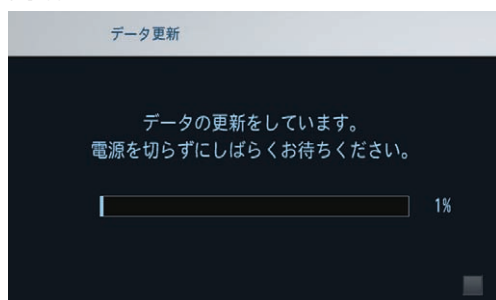 データ更新
データの更新をしています。
電源を切らずにしばらくお待ちください。
1%